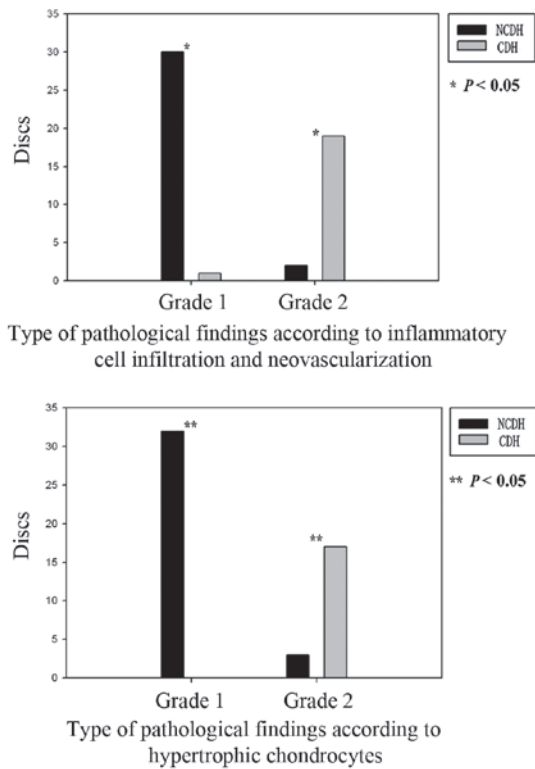 35
30
25
20
15
10
5
0
Discs
*
*
Grade 1 Grade 2
NCDH
CDH
* P < 0.05
Type of pathological findings according to inflammatory
cell infiltration and neovascularization
35
30
25
20
15
10
5
0
Discs
**
**
Grade 1 Grade 2
NCDH
CDH
** P < 0.05
Type of pathological findings according to
hypertrophic chondrocytes